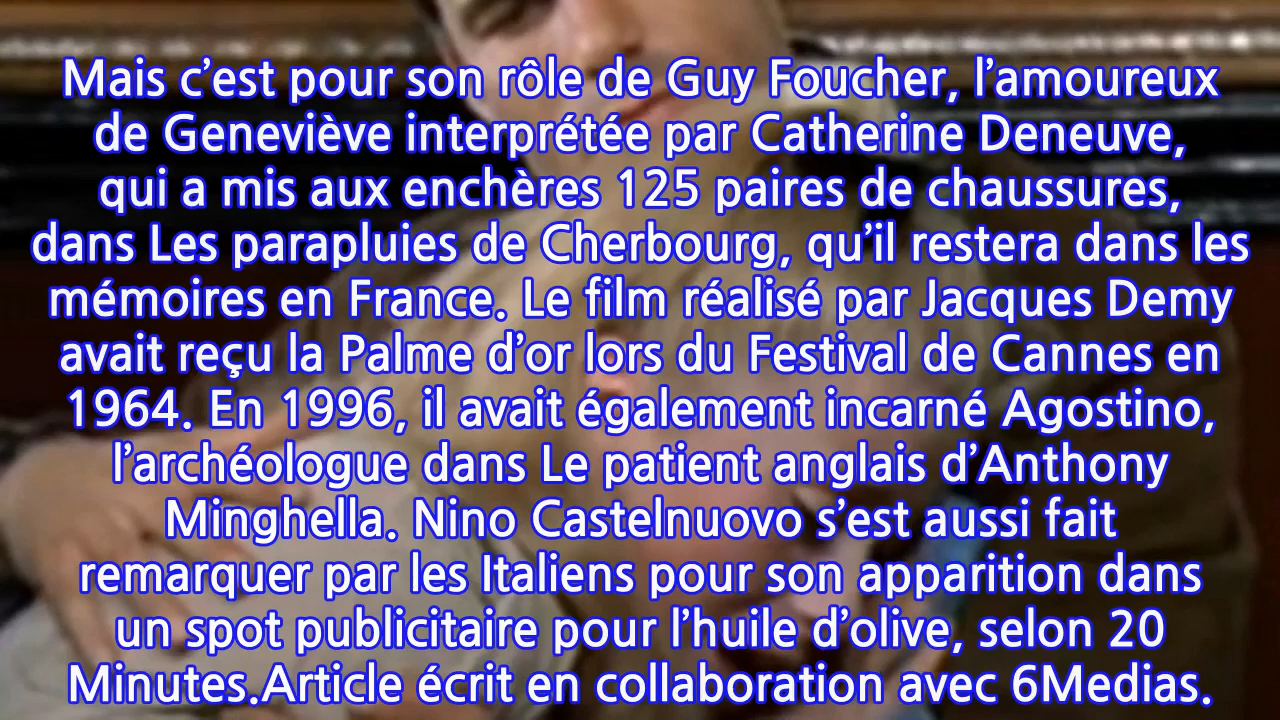 Mais c’est pour son rôle de Guy Foucher, l’amoureux
de Geneviève interprétée par Catherine Deneuve,
qui a mis aux enchères 125 paires de chaussures,
dans Les parapluies de Cherbourg, qu’il restera dans les
mémoires en France. Le film réalisé par Jacques Demy
avait reçu la Palme d’or lors du Festival de Cannes en
1964. En 1996, il avait également incarné Agostino,
l’archéologue dans Le patient anglais d’Anthony
Minghella. Nino Castelnuovo s’est aussi fait
remarquer par les Italiens pour son apparition dans
un spot publicitaire pour l’huile d’olive, selon 20
Minutes.Article écrit en collaboration avec 6Medias.